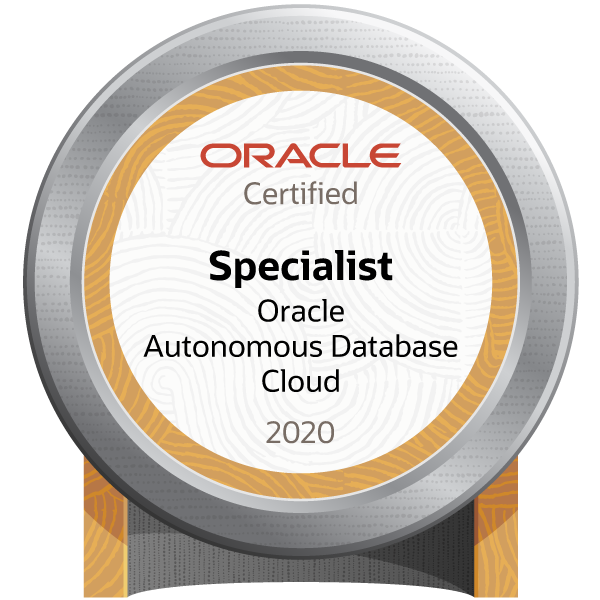 ORACLE
Certified
Specialist
Oracle
Autonomous Database
Cloud
2020